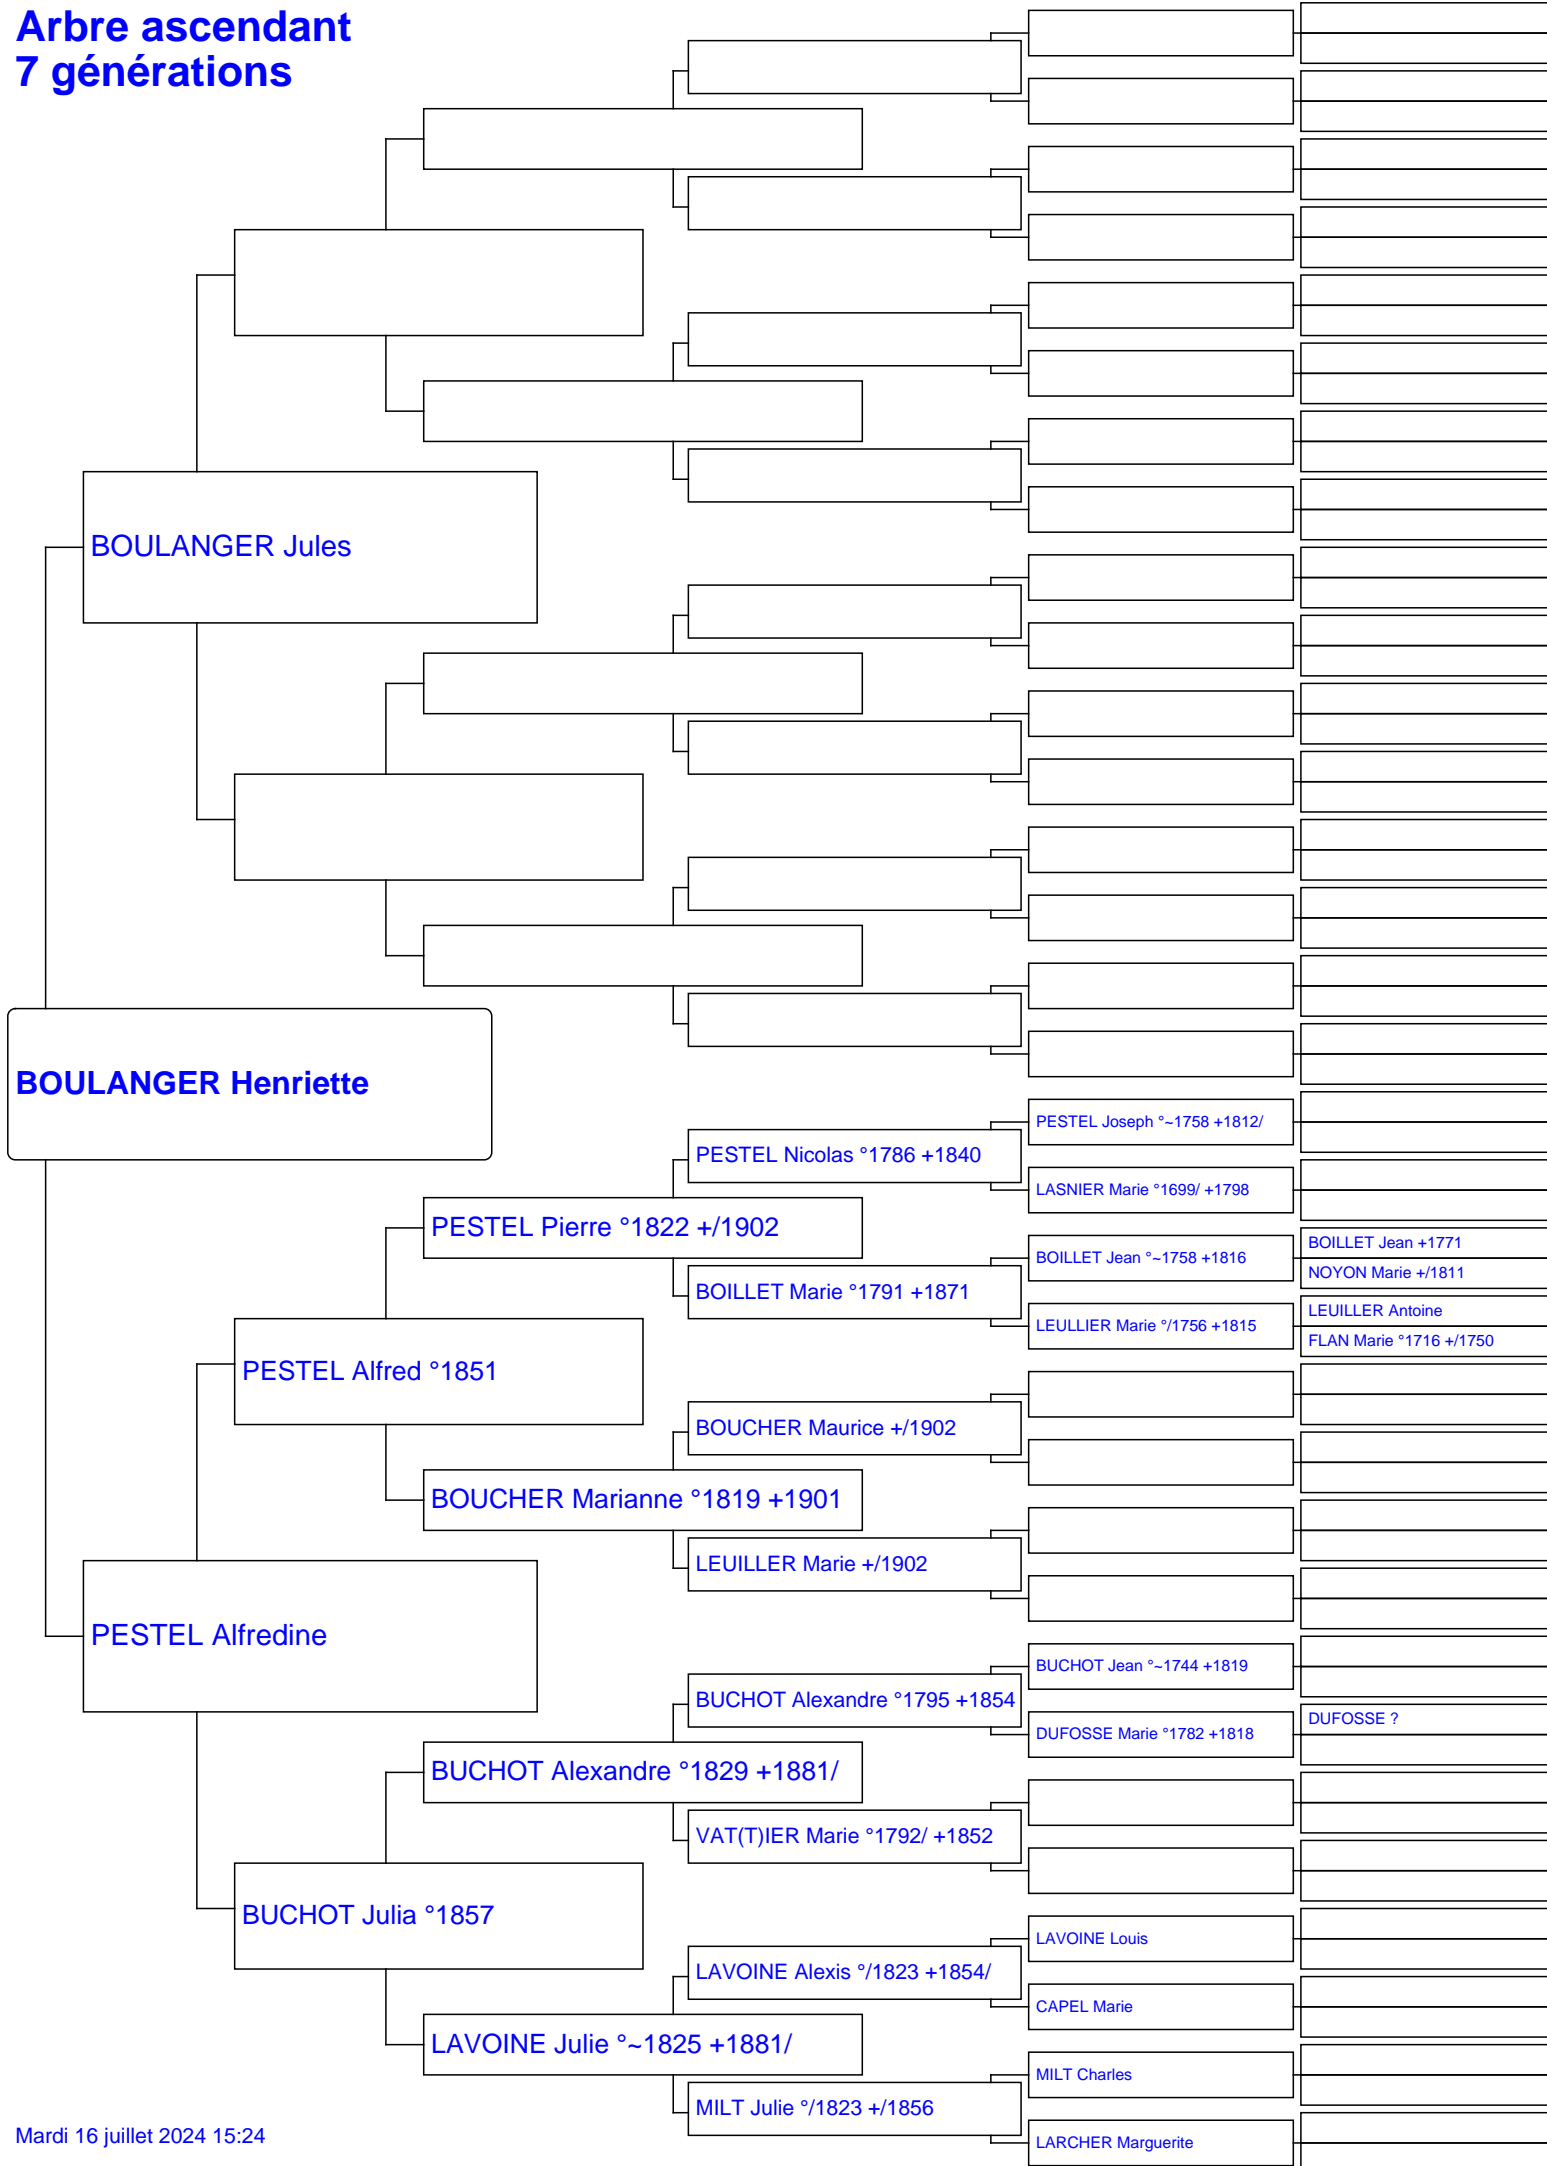 Arbre ascendant
7 générations
BOULANGER Jules
BOULANGER Henriette
PESTEL Joseph °~1758 +1812/
PESTEL Nicolas °1786 +1840
LASNIER Marie °1699/ +1798
PESTEL Pierre °1822 +/1902
BOILLET Jean +1771
BOILLET Jean °~1758 +1816
NOYON Marie +/1811
BOILLET Marie °1791 +1871
LEUILLER Antoine
LEULLIER Marie °/1756 +1815
FLAN Marie °1716 +/1750
PESTEL Alfred °1851
BOUCHER Maurice +/1902
BOUCHER Marianne °1819 +1901
LEUILLER Marie +/1902
PESTEL Alfredine
BUCHOT Jean °~1744 +1819
BUCHOT Alexandre °1795 +1854
DUFOSSE ?
DUFOSSE Marie °1782 +1818
BUCHOT Alexandre °1829 +1881/
VAT(T)IER Marie °1792/ +1852
BUCHOT Julia °1857
LAVOINE Louis
LAVOINE Alexis °/1823 +1854/
CAPEL Marie
LAVOINE Julie °~1825 +1881/
MILT Charles
MILT Julie °/1823 +/1856
LARCHER Marguerite
Mardi 16 juillet 2024 15:24